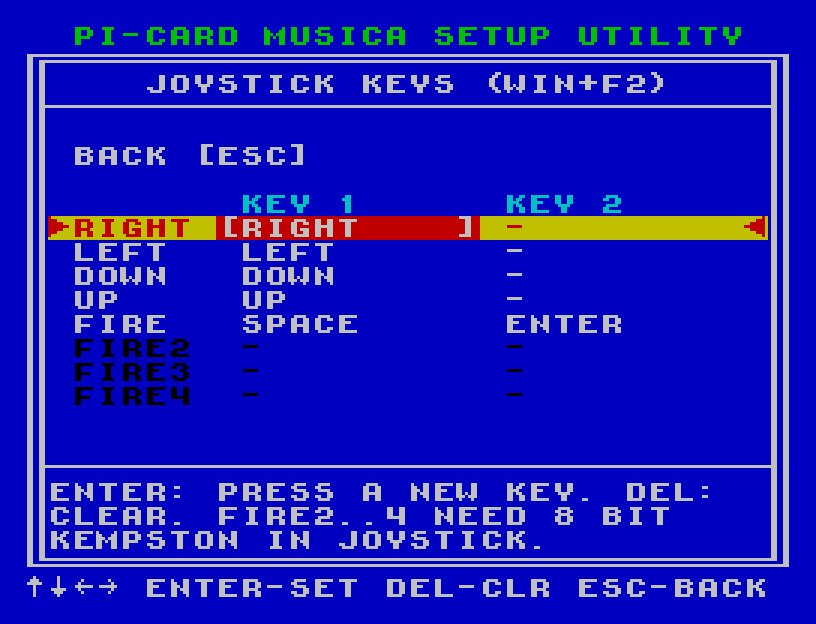 PI-CARD MUSICA SETUP UTILITY
JOYSTICK KEYS (WIN+F2)
BACK [ESC]
KEY 1 KEY 2
►RIGHT [RIGHT ] - ◄
LEFT LEFT -
DOWN DOWN -
UP UP -
FIRE SPACE ENTER
FIRE2 - -
FIRE3 - -
FIRE4 - -
ENTER: PRESS A NEW KEY. DEL:
CLEAR. FIRE2..4 NEED 8 BIT
KEMPSTON IN JOYSTICK.
↑↓←→ ENTER-SET DEL-CLR ESC-BACK